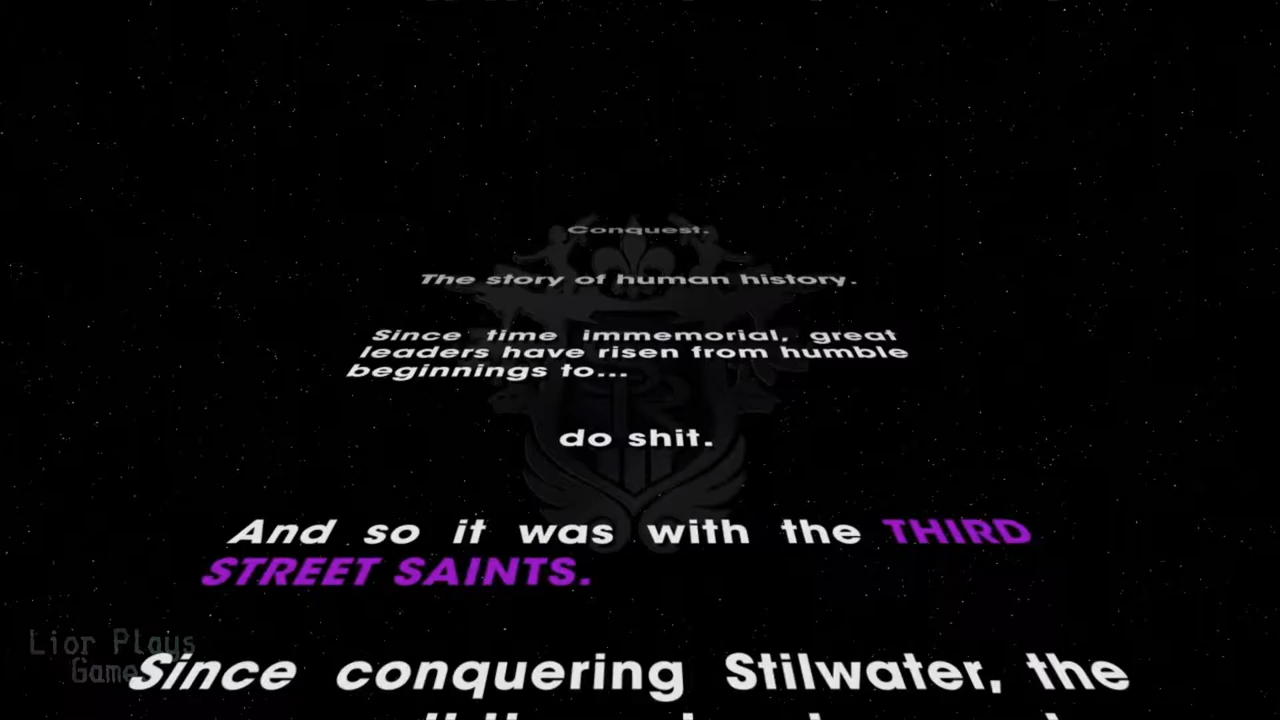 Conquest.
The story of human history.
Since time immemorial, great
leaders have risen from humble
beginnings to...
do shit.
And so it was with the THIRD
STREET SAINTS.
Lior Plays
Game
Since conquering Stilwater, the